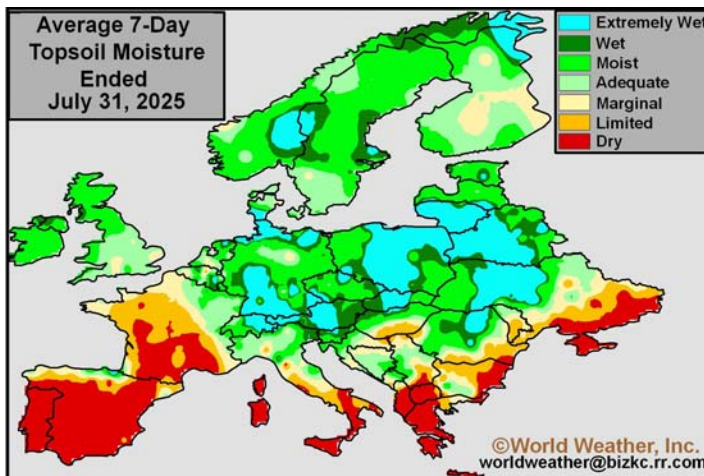 Average 7-Day
Topsoil Moisture
Ended
July 31, 2025
Extremely Wet
Wet
Moist
Adequate
Marginal
Limited
Dry
©World Weather, Inc.
worldweather@bizkc.rr.com